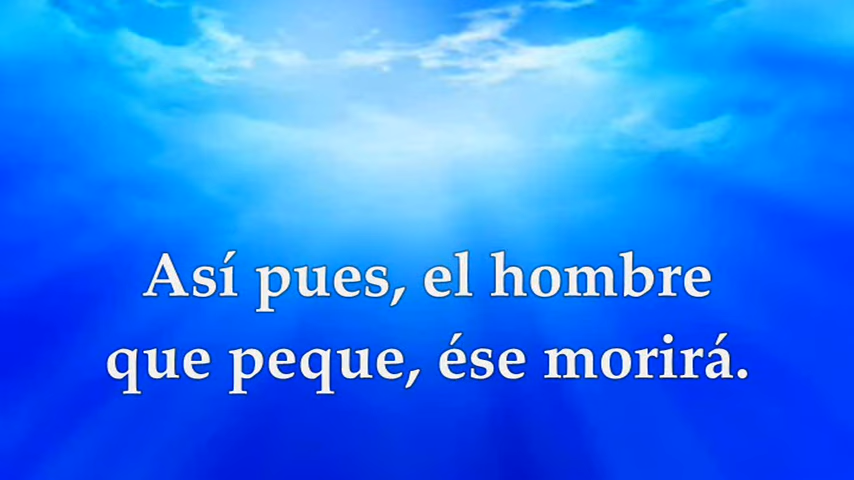 Así pues, el hombre
que peque, ése morirá.